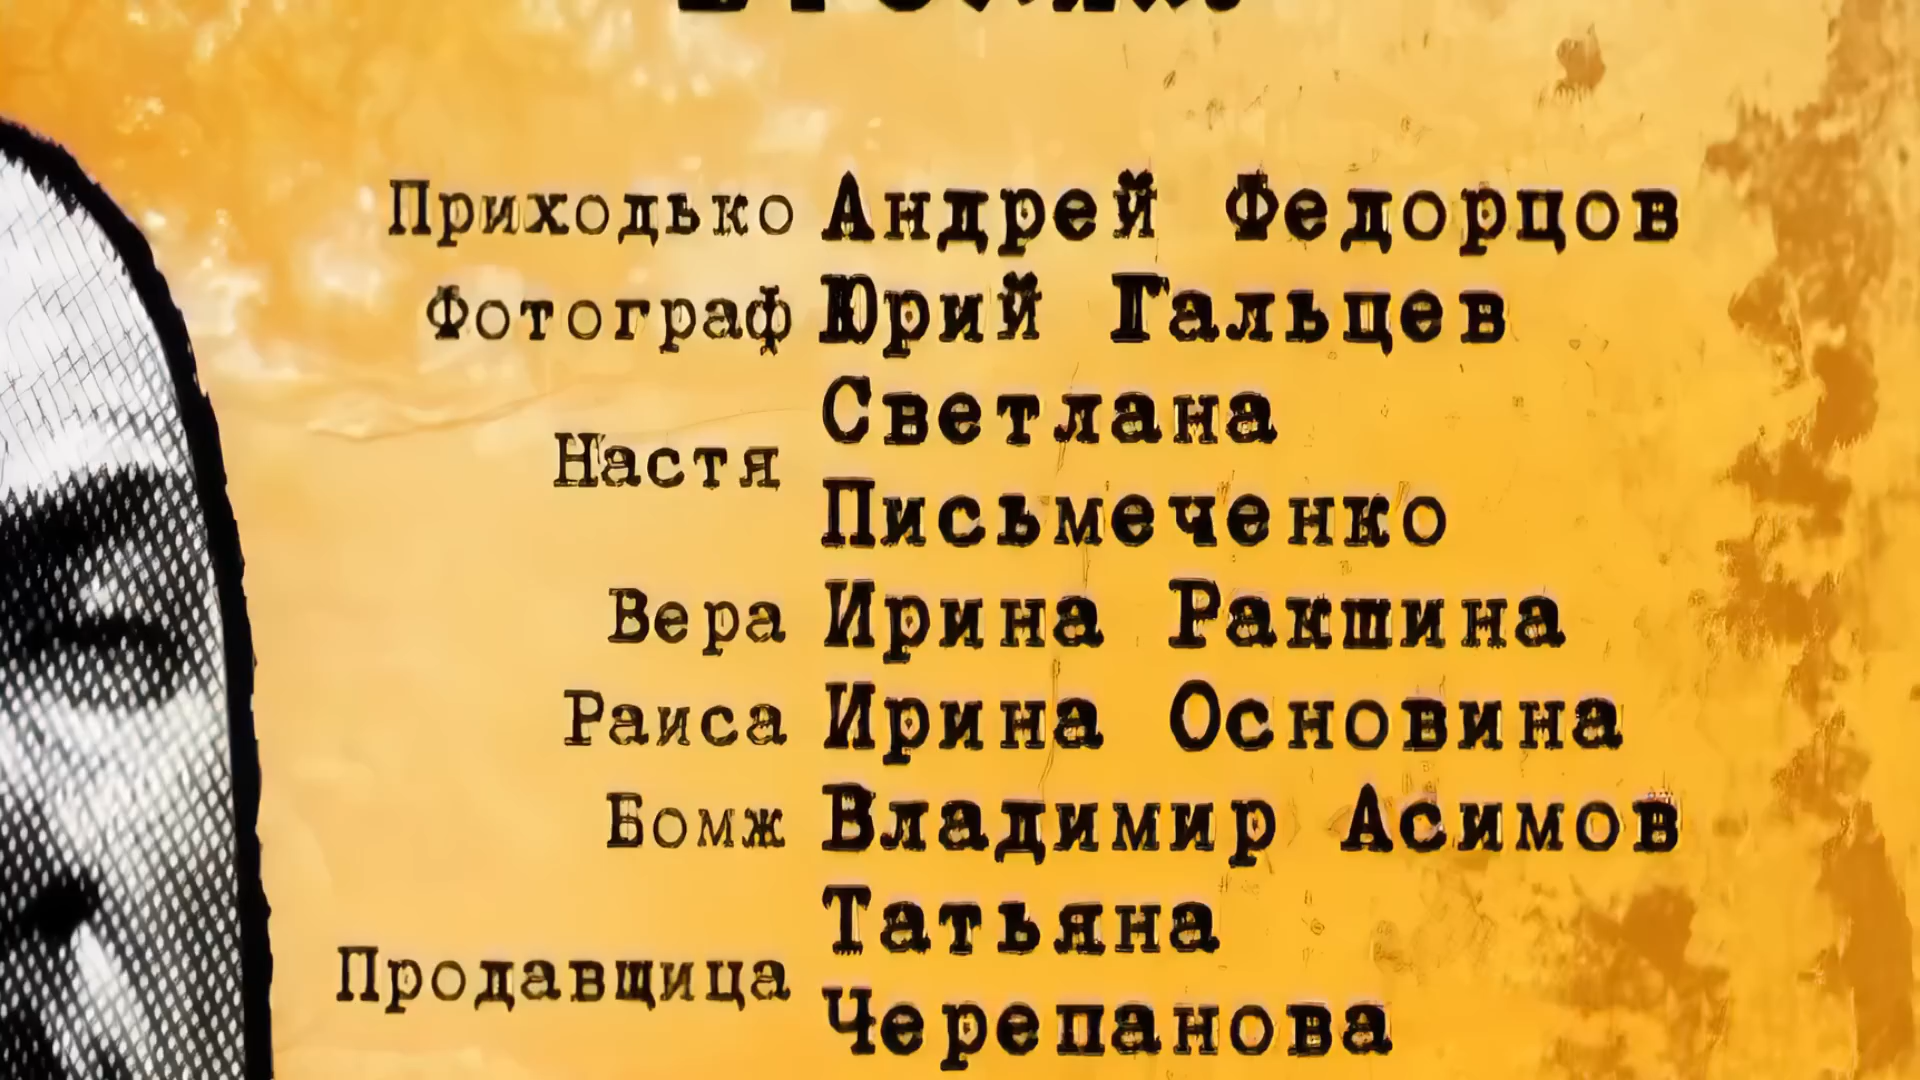 Приходько Андрей Федорцов
Фотограф Юрий Гальцев
Настя Светлана
Письмеченко
Вера Ирина Ракшина
Раиса Ирина Основина
Бомж Владимир Асимов
Продавщица Татьяна
Черепанова